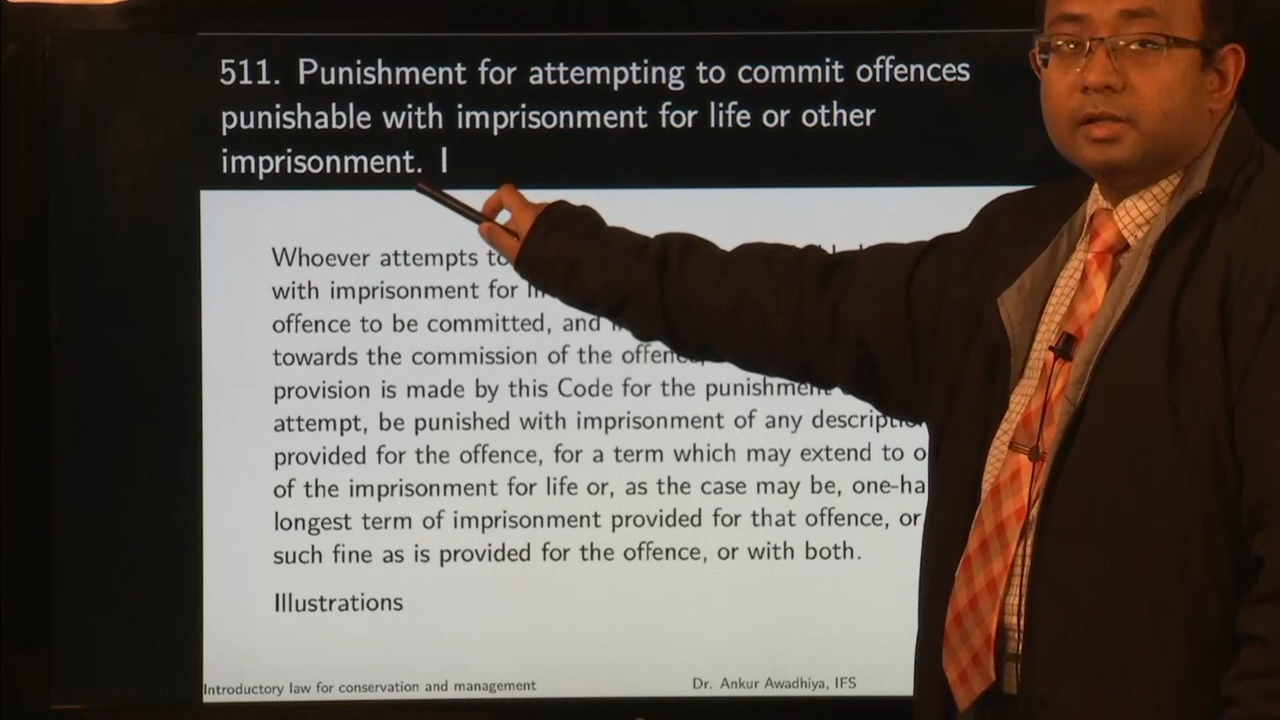 511. Punishment for attempting to commit offences
punishable with imprisonment for life or other
imprisonment. I
Whoever attempts to
with imprisonment for
offence to be committed, and
towards the commission of the
provision is made by this Code for the punishment
attempt, be punished with imprisonment of any
provided for the offence, for a term which may extend to
of the imprisonment for life or, as the case may be,
longest term of imprisonment provided for that offence, or
such fine as is provided for the offence, or with both.
Illustrations
Introductory law for conservation and management
Dr. Ankur Awadhiya, IFS